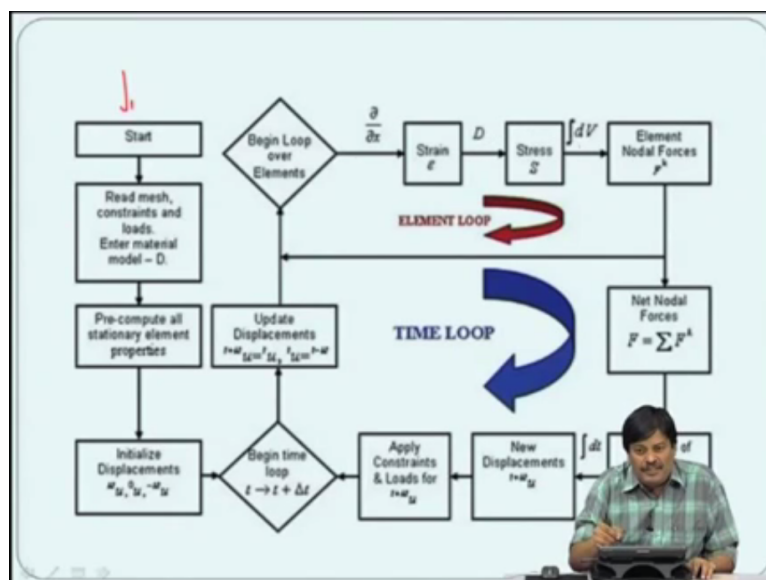 Start
Read mesh,
constraints and
loads.
Enter material
model – D.
Pre-compute all
stationary element
properties
Initialize
Displacements
Begin time
loop
t → t + Δt
Update
Displacements
Begin Loop
over
Elements
∂
∂x
Strain
ε
D
Stress
S
∫dV
Element
Nodal Forces
ELEMENT LOOP
TIME LOOP
Net Nodal
Forces
F = ∑ F^k
of
∫dt
New
Displacements
Apply
Constraints
& Loads for